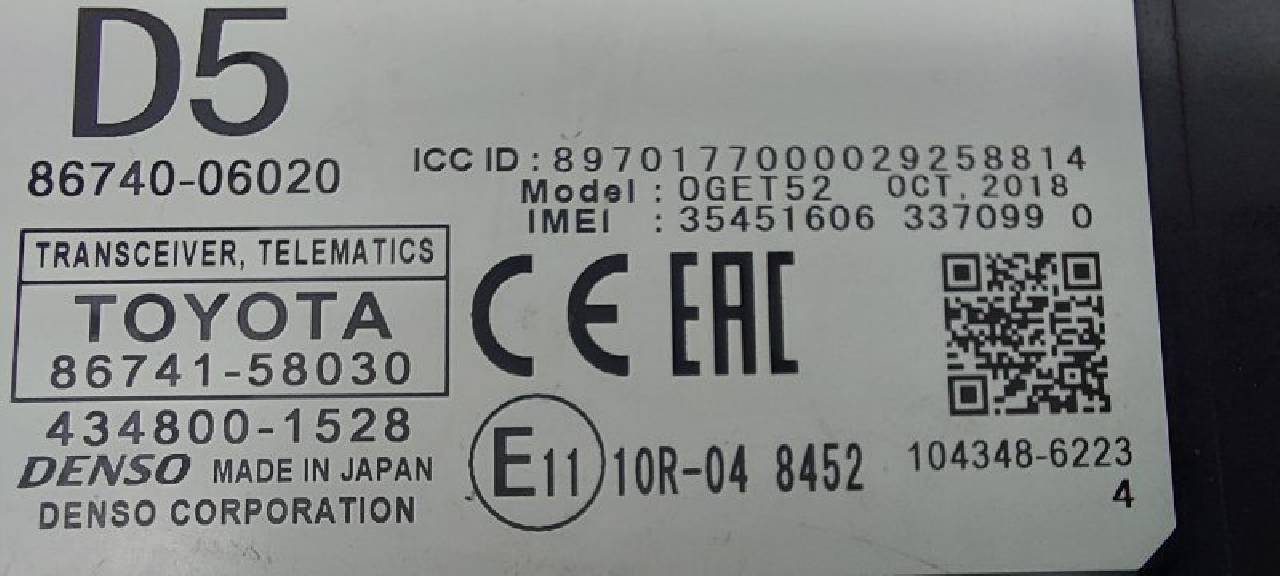 D5
86740-06020
ICC ID : 8970177000029258814
Model : OGET52 OCT, 2018
IMEI : 35451606 337099 0
TRANSCEIVER, TELEMATICS
TOYOTA
86741-58030
CE EAC
434800-1528
DENSO MADE IN JAPAN
DENSO CORPORATION
E11 10R-04 8452
104348-6223
4